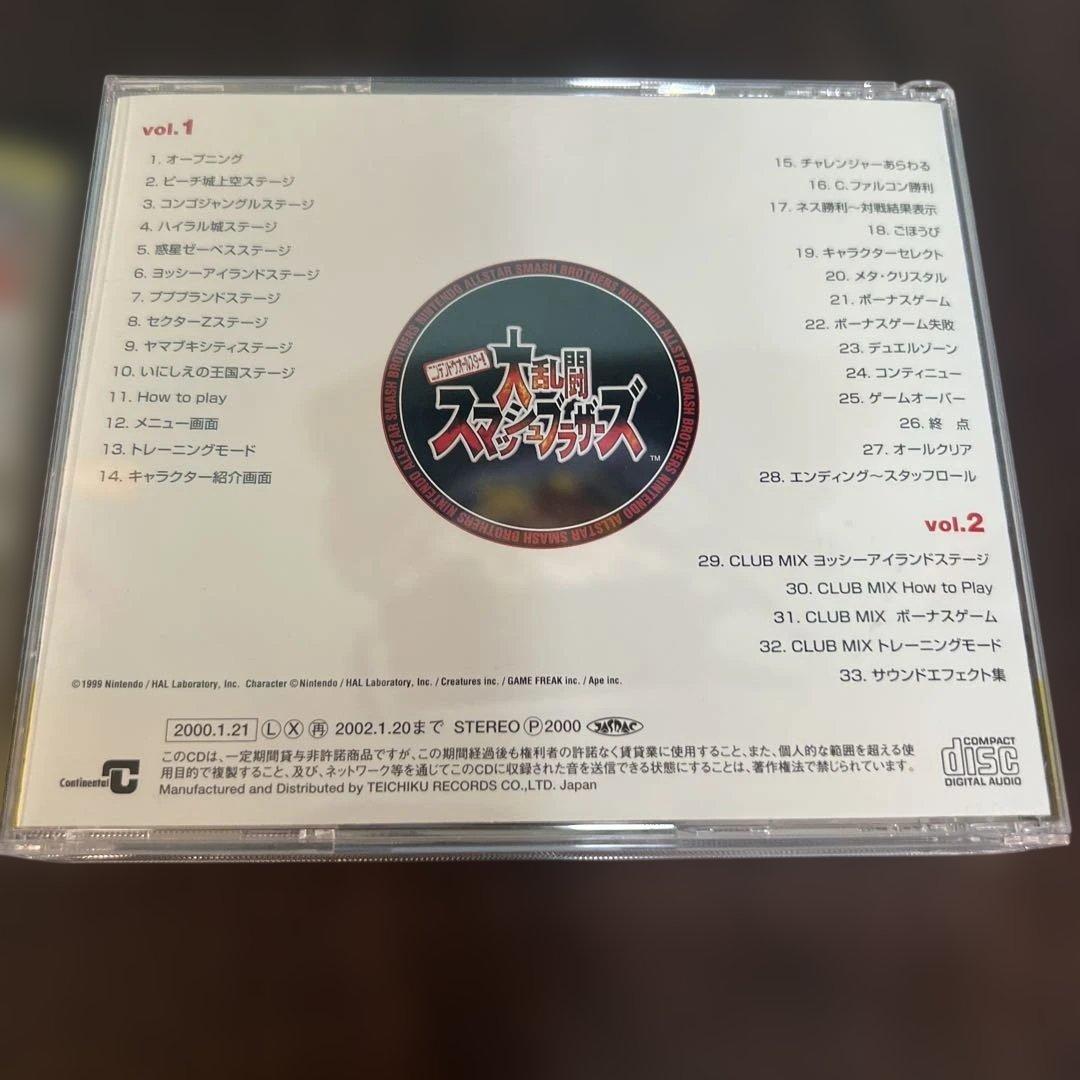 vol.1
1. オープニング
2. ピーチ城上空ステージ
3. コンゴジャングルステージ
4. ハイラル城ステージ
5. 惑星ゼーベスステージ
6. ヨッシーアイランドステージ
7. ププブランドステージ
8. セクターZステージ
9. ヤマブキシティステージ
10. いにしえの王国ステージ
11. How to play
12. メニュー画面
13. トレーニングモード
14. キャラクター紹介画面
15. チャレンジャーあらわる
16. C.ファルコン勝利
17. ネス勝利〜対戦結果表示
18. ごほうび
19. キャラクターセレクト
20. メタ・クリスタル
21. ボーナスゲーム
22. ボーナスゲーム失敗
23. デュエルゾーン
24. コンティニュー
25. ゲームオーバー
26. 終 点
27. オールクリア
28. エンディング〜スタッフロール
vol.2
29. CLUB MIX ヨッシーアイランドステージ
30. CLUB MIX How to Play
31. CLUB MIX ボーナスゲーム
32. CLUB MIX トレーニングモード
33. サウンドエフェクト集
NINTENDO ALLSTAR SMASH BROTHERS NINTENDO ALLSTAR SMASH BROTHERS NINTENDO ALLSTAR SMASH BROTHERS
ニンテンドウオールスター!
大乱闘
スマッシュブラザーズ
TM
©1999 Nintendo / HAL Laboratory, Inc. Character ©Nintendo / HAL Laboratory, Inc. / Creatures inc. / GAME FREAK inc. / Ape inc.
2000.1.21 Ⓛ Ⓧ 再 2002.1.20まで STEREO Ⓟ2000 JASRAC
このCDは、一定期間貸与非許諾商品ですが、この期間経過後も権利者の許諾なく賃貸業に使用すること、また、個人的な範囲を超える使
用目的で複製すること、及び、ネットワーク等を通じてこのCDに収録された音を送信できる状態にすることは、著作権法で禁じられています。
Manufactured and Distributed by TEICHIKU RECORDS CO.,LTD. Japan
Continental
COMPACT
disc
DIGITAL AUDIO